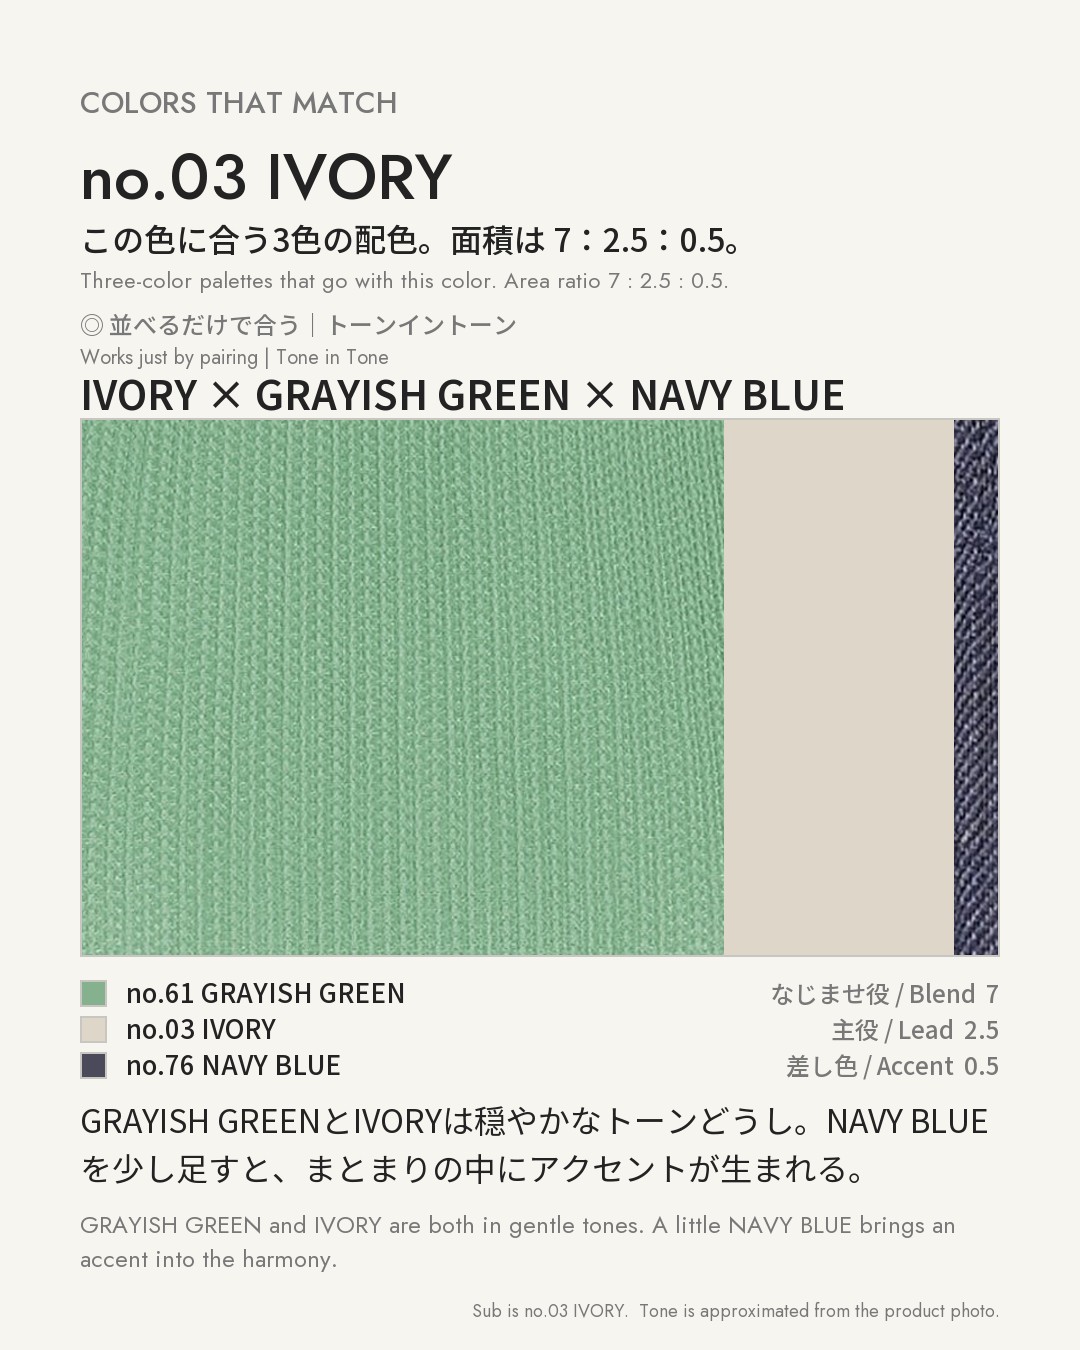 COLORS THAT MATCH
no.03 IVORY
この色に合う3色の配色。面積は 7：2.5：0.5。
Three-color palettes that go with this color. Area ratio 7 : 2.5 : 0.5.
◎ 並べるだけで合う｜トーンイントーン
Works just by pairing | Tone in Tone
IVORY × GRAYISH GREEN × NAVY BLUE
no.61 GRAYISH GREEN なじませ役 / Blend 7
no.03 IVORY 主役 / Lead 2.5
no.76 NAVY BLUE 差し色 / Accent 0.5
GRAYISH GREENとIVORYは穏やかなトーンどうし。NAVY BLUE
を少し足すと、まとまりの中にアクセントが生まれる。
GRAYISH GREEN and IVORY are both in gentle tones. A little NAVY BLUE brings an
accent into the harmony.
Sub is no.03 IVORY. Tone is approximated from the product photo.